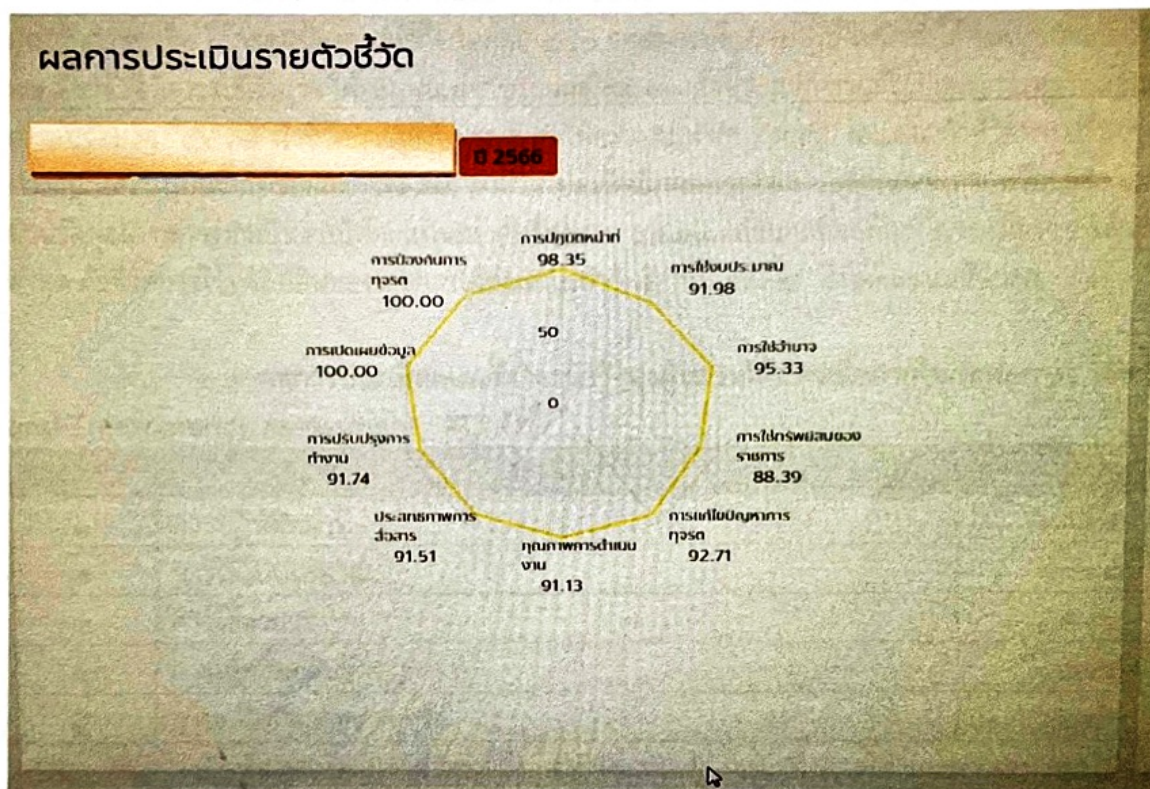 ผลการประเมินรายตัวชี้วัด
ปี 2566
การปฏิบัติหน้าที่
98.35
การใช้งบประมาณ
91.98
การใช้อำนาจ
95.33
การใช้ทรัพย์สินของ
ราชการ
88.39
การแก้ไขปัญหาการ
ทุจริต
92.71
คุณภาพการดำเนิน
งาน
91.13
ประสิทธิภาพการ
สื่อสาร
91.51
การปรับปรุงการ
ทำงาน
91.74
การเปิดเผยข้อมูล
100.00
การป้องกันการ
ทุจริต
100.00
50
0